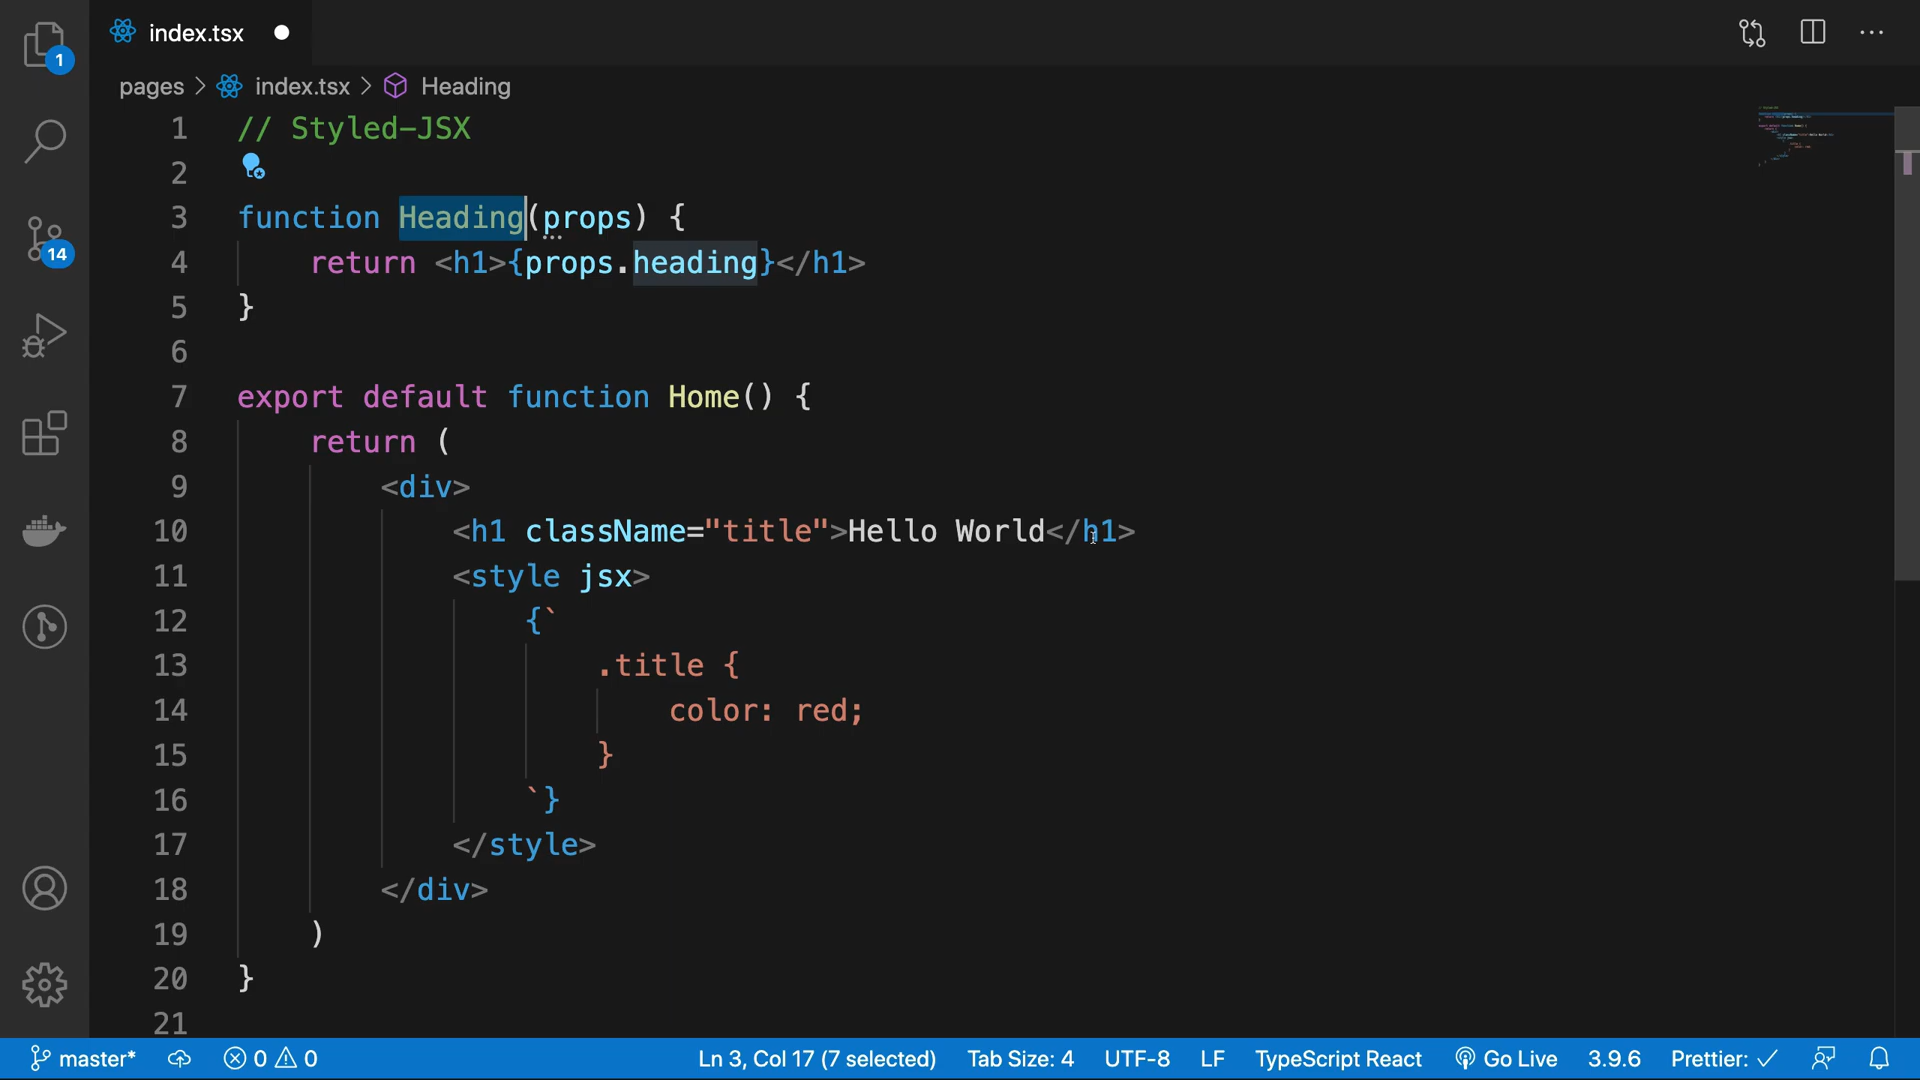 index.tsx
1
pages > index.tsx > Heading
1 // Styled-JSX
2
3 function Heading(props) {
4 return <h1>{props.heading}</h1>
5 }
6
7 export default function Home() {
8 return (
9 <div>
10 <h1 className="title">Hello World</h1>
11 <style jsx>
12 {`
13 .title {
14 color: red;
15 }
16 `}
17 </style>
18 </div>
19 )
20 }
21
14
master* 0 0 Ln 3, Col 17 (7 selected) Tab Size: 4 UTF-8 LF TypeScript React Go Live 3.9.6 Prettier: ✓